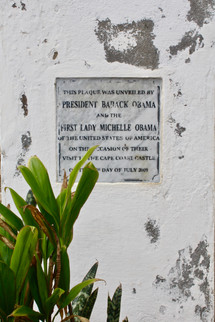 THIS PLAQUE WAS UNVEILED BY
PRESIDENT BARACK OBAMA
AND THE
FIRST LADY MICHELLE OBAMA
OF THE UNITED STATES OF AMERICA
ON THE OCCASION OF THEIR
VISIT TO THE CAPE COAST CASTLE
DAY OF JULY 2009